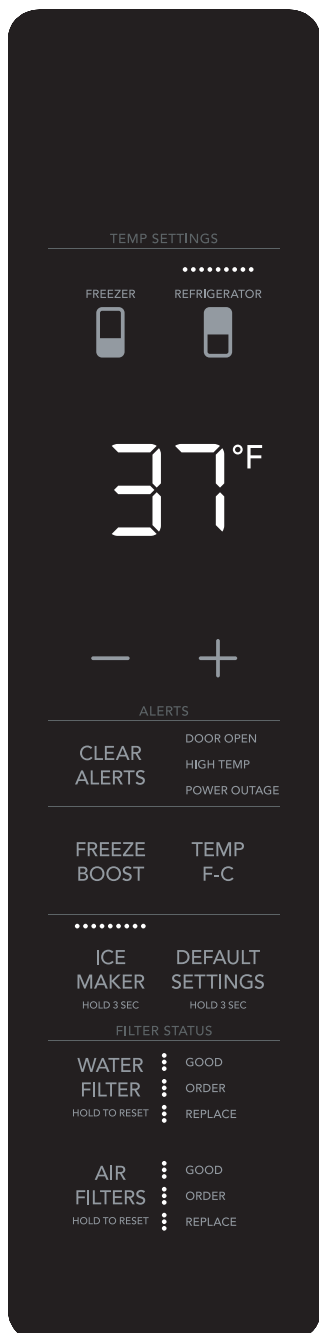 TEMP SETTINGS
FREEZER REFRIGERATOR
37°F
− +
ALERTS
CLEAR ALERTS
DOOR OPEN
HIGH TEMP
POWER OUTAGE
FREEZE BOOST
TEMP F-C
ICE MAKER
HOLD 3 SEC
DEFAULT SETTINGS
HOLD 3 SEC
FILTER STATUS
WATER FILTER
HOLD TO RESET
GOOD
ORDER
REPLACE
AIR FILTERS
HOLD TO RESET
GOOD
ORDER
REPLACE